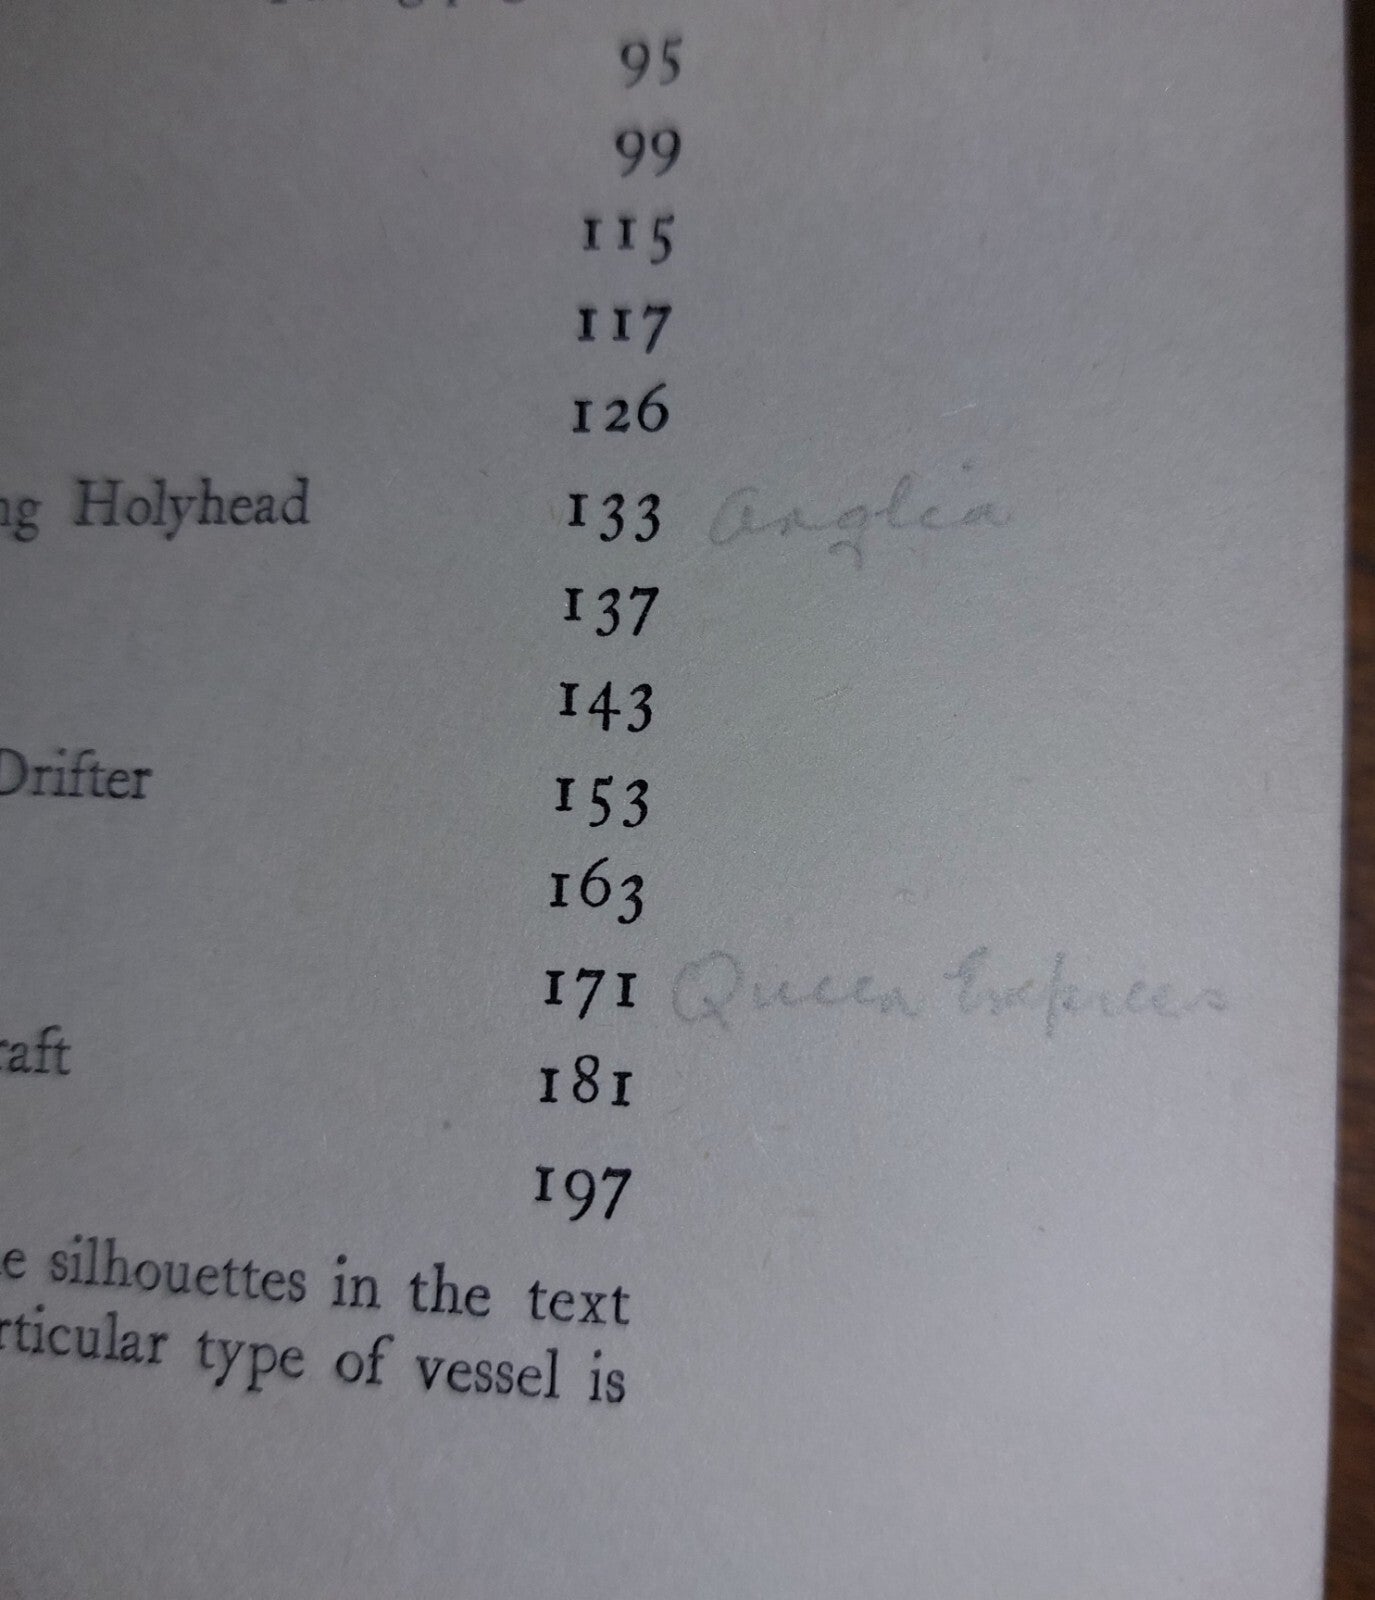 95
99
115
117
126
ng Holyhead 133 Anglia
137
143
Drifter 153
163
171 Queen Express
raft 181
197
e silhouettes in the text
rticular type of vessel is